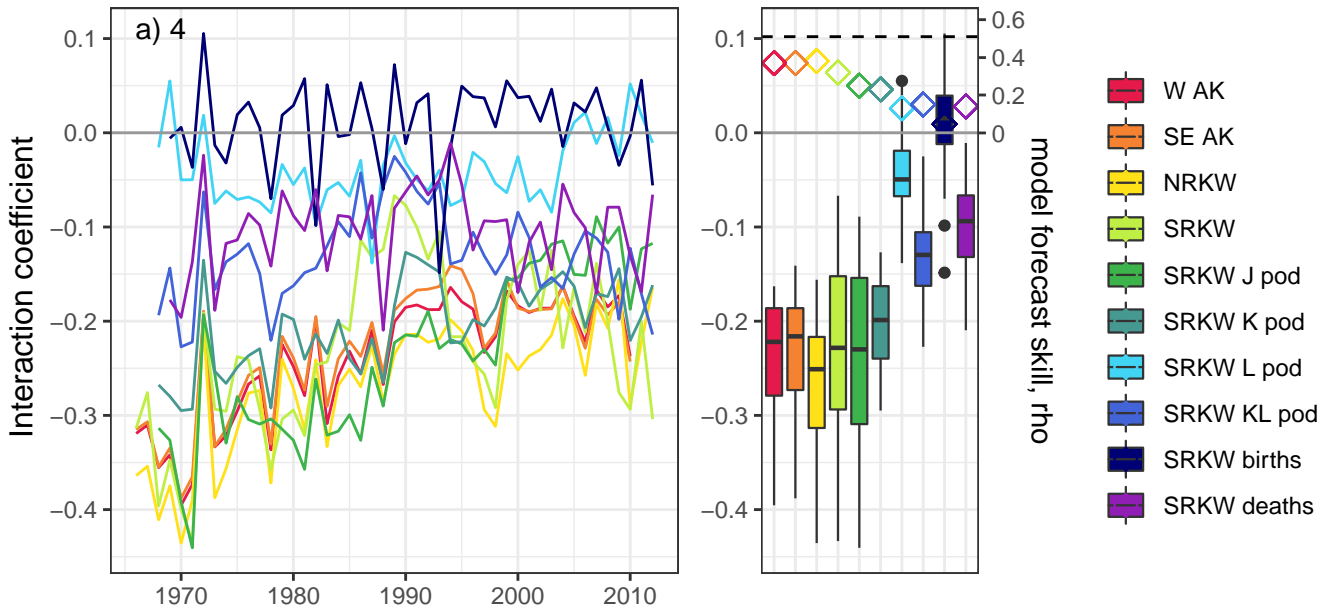 a) 4
Interaction coefficient
0.1
0.0
−0.1
−0.2
−0.3
−0.4
1970 1980 1990 2000 2010
0.1
0.0
−0.1
−0.2
−0.3
−0.4
0.6
0.4
0.2
0
model forecast skill, rho
W AK
SE AK
NRKW
SRKW
SRKW J pod
SRKW K pod
SRKW L pod
SRKW KL pod
SRKW births
SRKW deaths